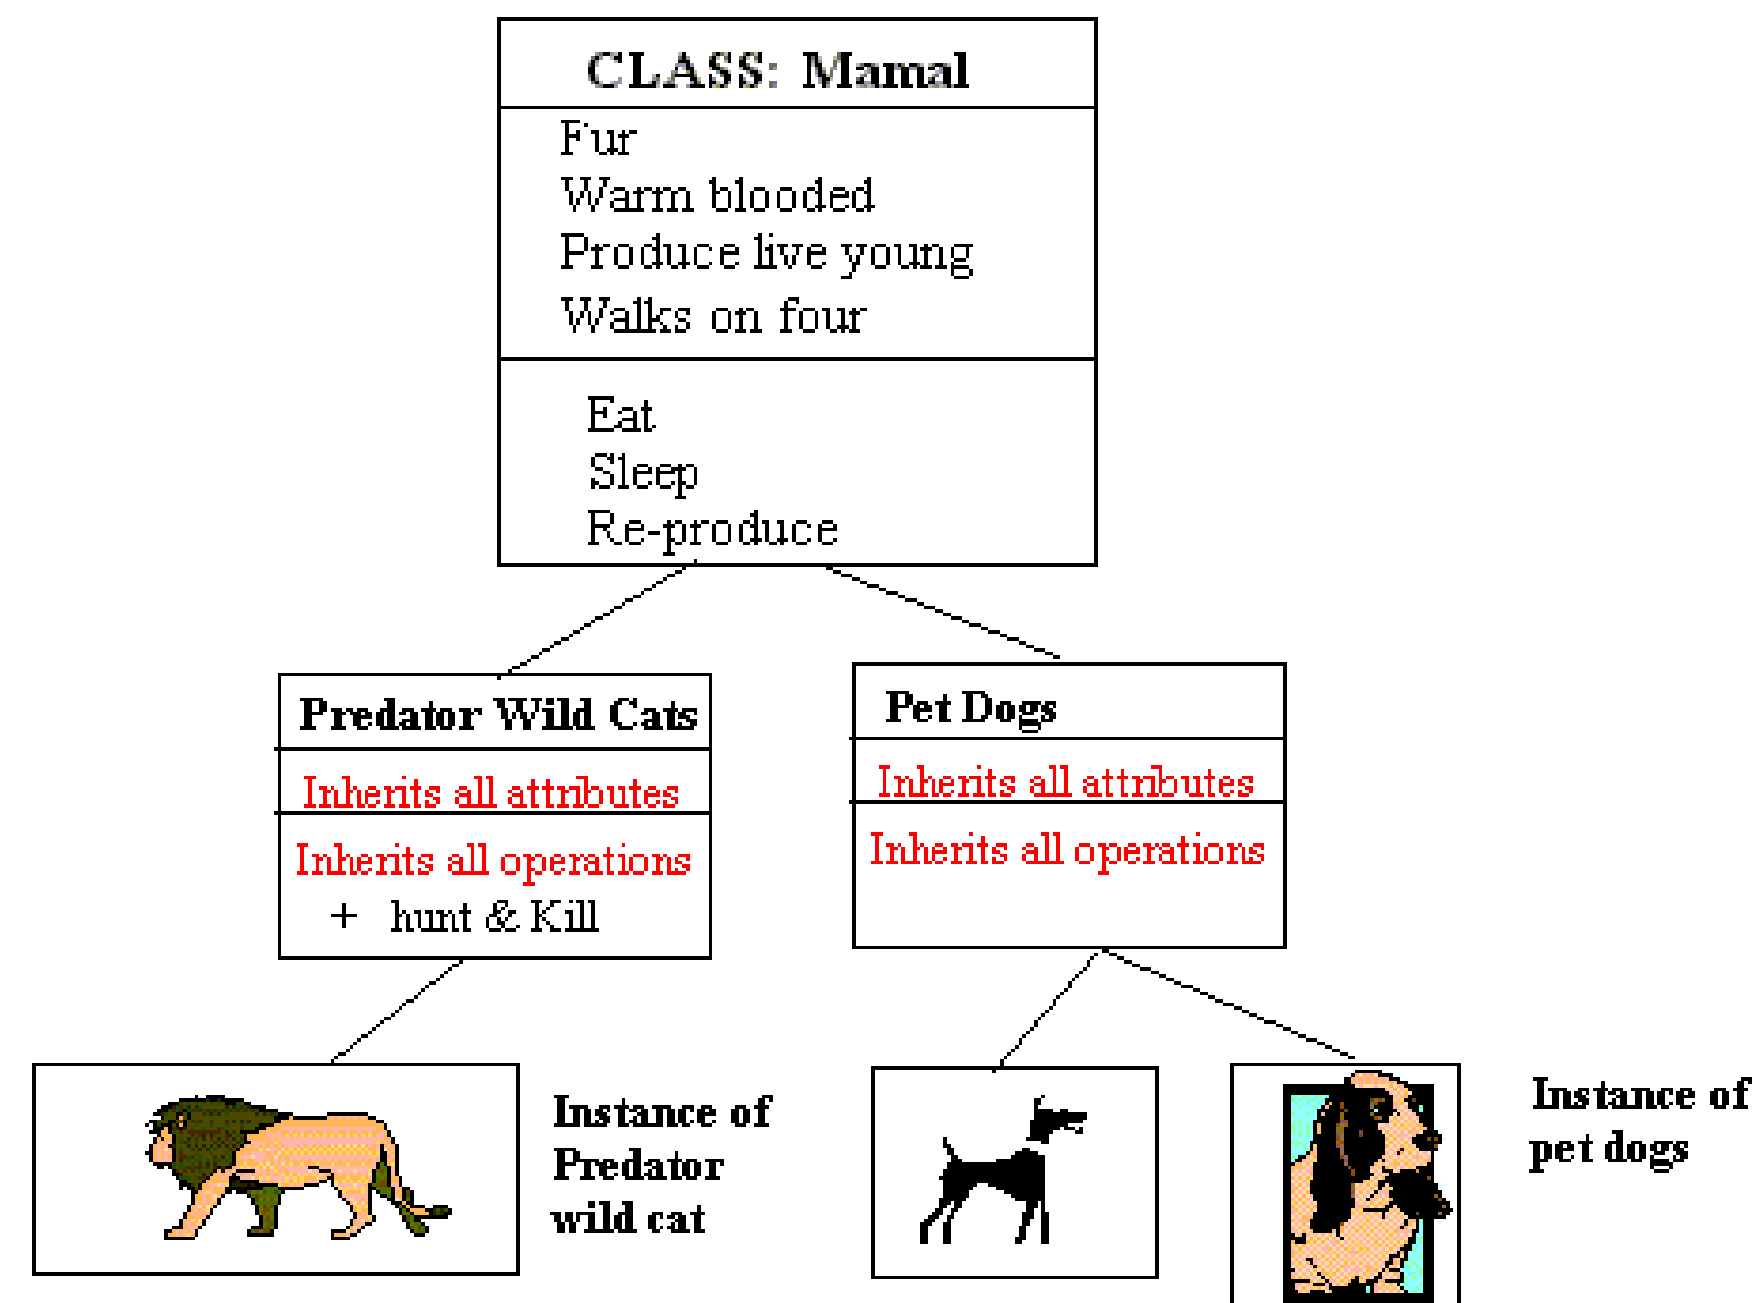 CLASS: Mamal
Fur
Warm blooded
Produce live young
Walks on four
Eat
Sleep
Re-produce
Predator Wild Cats
Inherits all attributes
Inherits all operations
+ hunt & Kill
Pet Dogs
Inherits all attributes
Inherits all operations
Instance of
Predator
wild cat
Instance of
pet dogs